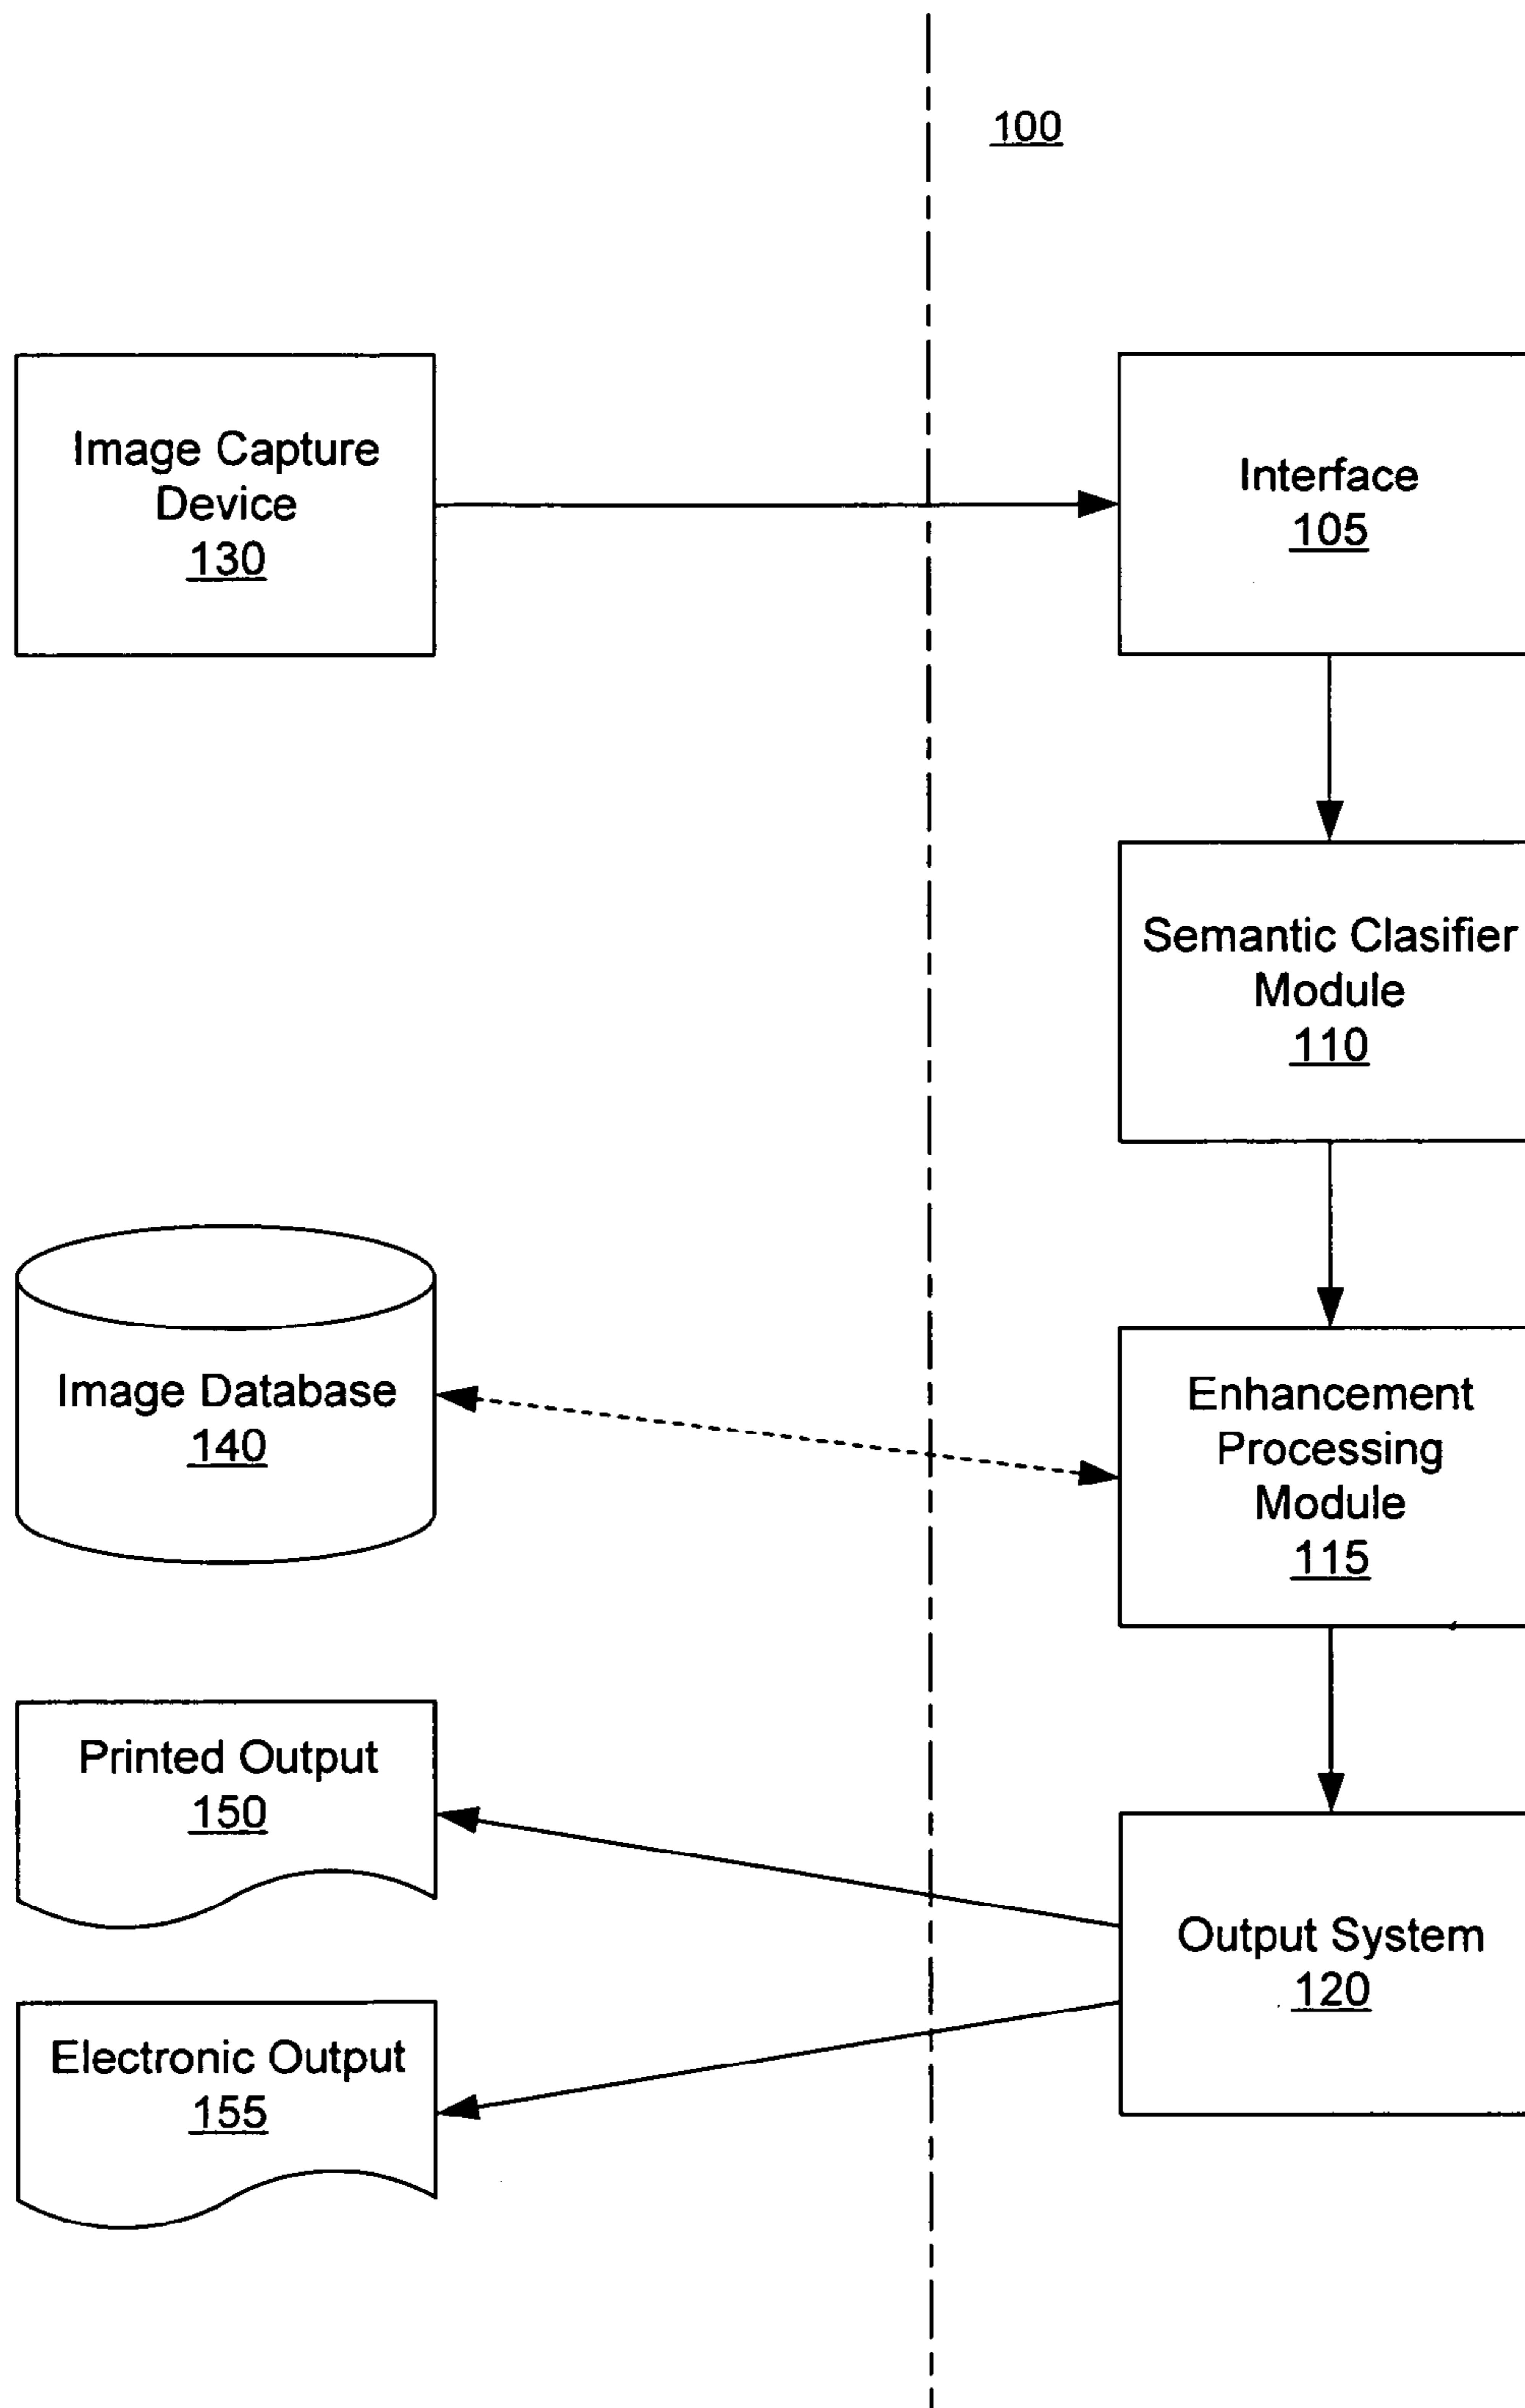 100
Image Capture
Device
130
Interface
105
Semantic Clasifier
Module
110
Image Database
140
Enhancement
Processing
Module
115
Printed Output
150
Output System
120
Electronic Output
155